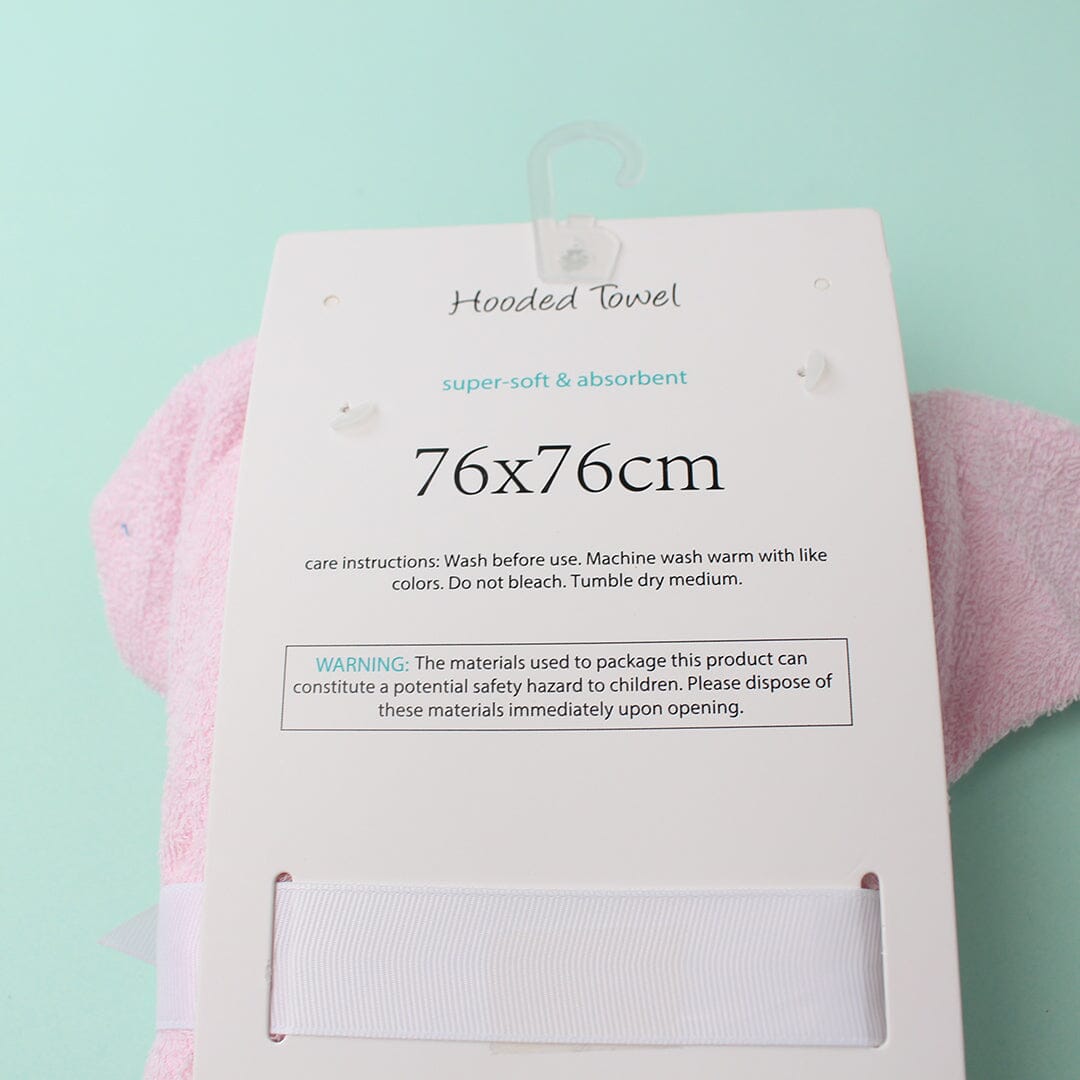 Hooded Towel
super-soft & absorbent
76x76cm
care instructions: Wash before use. Machine wash warm with like
colors. Do not bleach. Tumble dry medium.
WARNING: The materials used to package this product can
constitute a potential safety hazard to children. Please dispose of
these materials immediately upon opening.